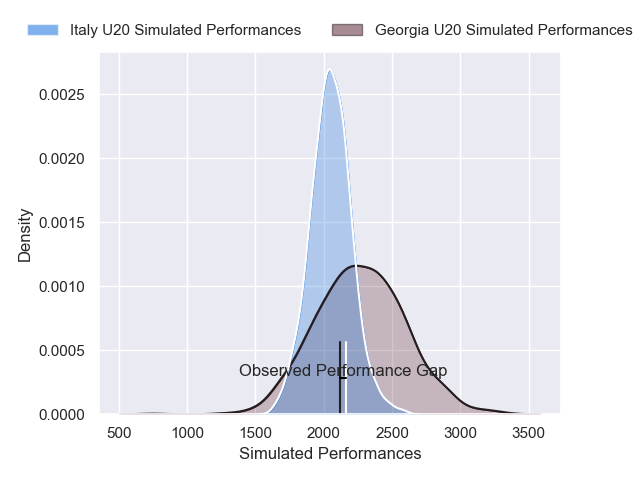 Italy U20 Simulated Performances
Georgia U20 Simulated Performances
0.0025
0.0020
0.0015
0.0010
0.0005
0.0000
Density
Observed Performance Gap
500 1000 1500 2000 2500 3000 3500
Simulated Performances